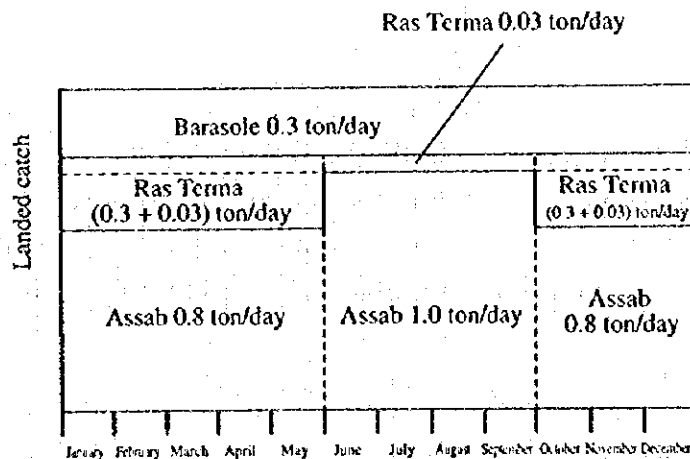 Ras Terma 0.03 ton/day
Barasole 0.3 ton/day
Landed catch
Ras Terma
(0.3 + 0.03) ton/day
Ras Terma
(0.3 + 0.03) ton/day
Assab 0.8 ton/day
Assab 1.0 ton/day
Assab
0.8 ton/day
January February March April May June July August September October November December